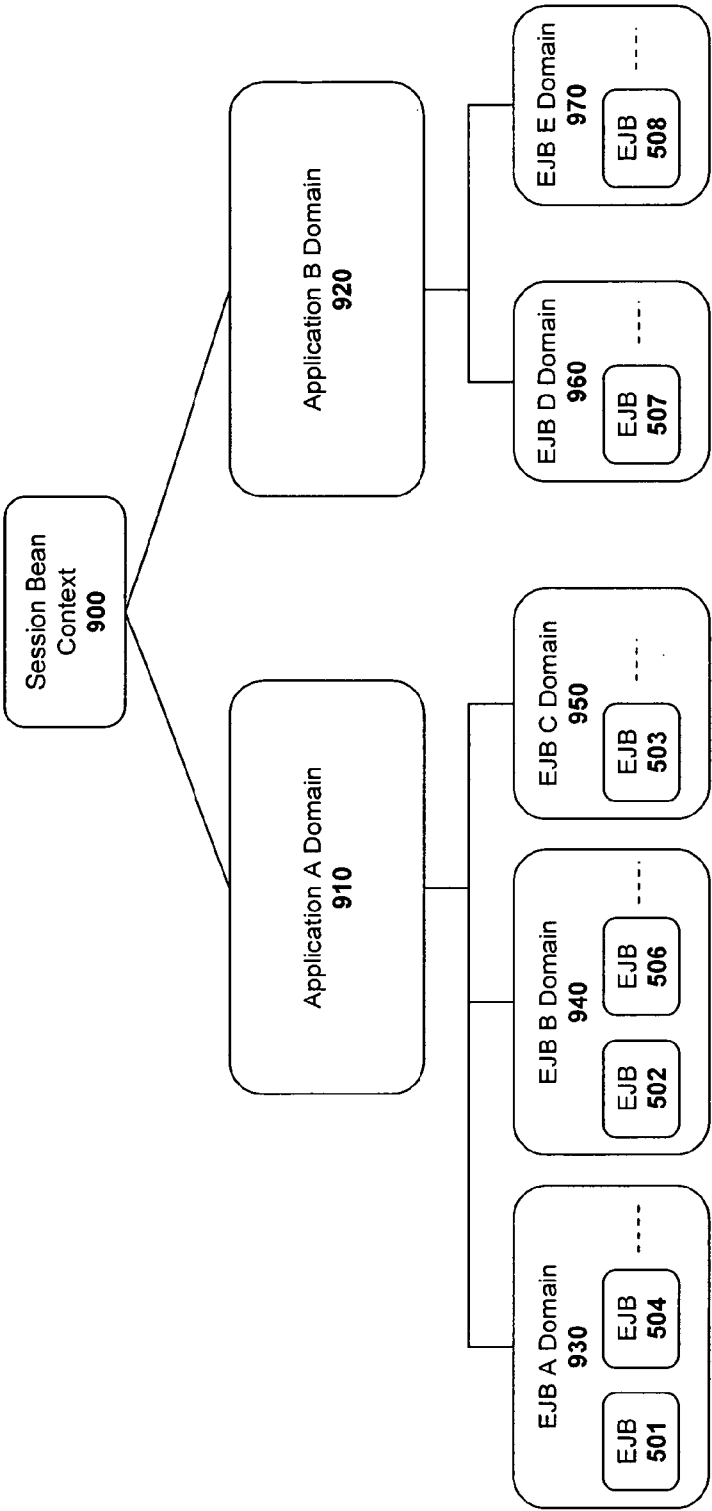 Session Bean
Context
900
Application A Domain
910
Application B Domain
920
EJB A Domain
930
EJB
501
EJB
504
EJB B Domain
940
EJB
502
EJB
506
EJB C Domain
950
EJB
503
EJB D Domain
960
EJB
507
EJB E Domain
970
EJB
508